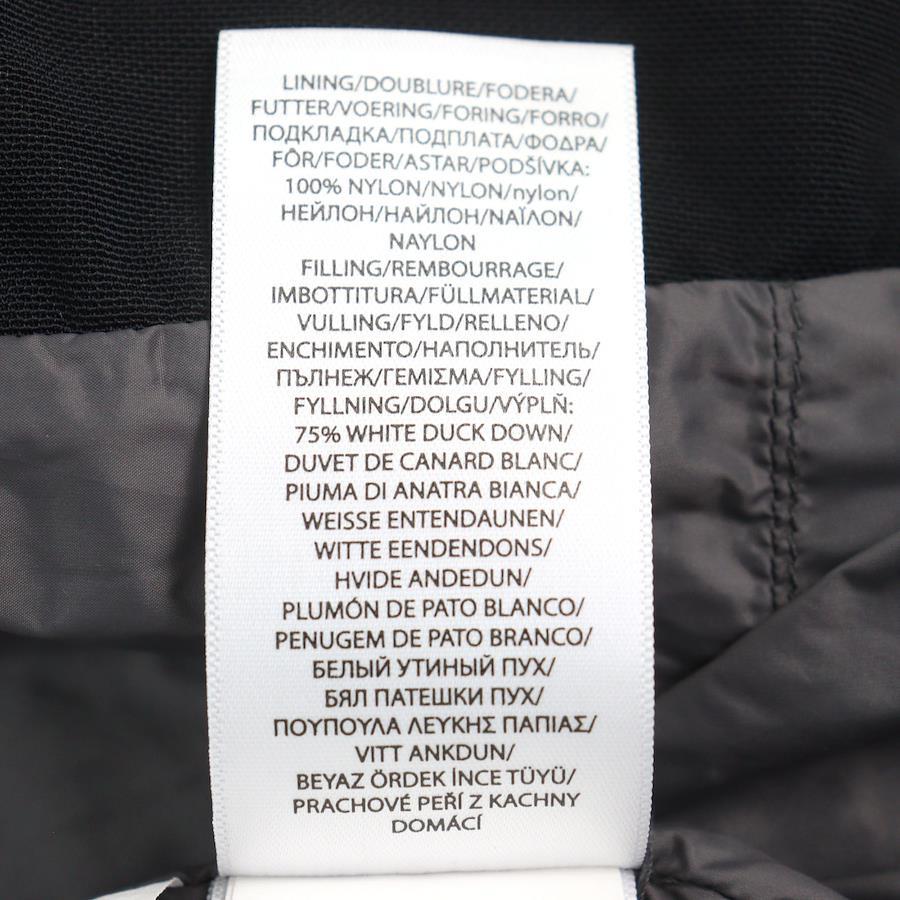 LINING/DOUBLURE/FODERA/
FUTTER/VOERING/FORING/FORRO/
ПОДКЛАДКА/ПОДПЛАТА/ΦΟΔΡΑ/
FÔR/FODER/ASTAR/PODŠÍVKA:
100% NYLON/NYLON/nylon/
НЕЙЛОН/НАЙЛОН/ΝΑΪΛΟΝ/
NAYLON
FILLING/REMBOURRAGE/
IMBOTTITURA/FÜLLMATERIAL/
VULLING/FYLD/RELLENO/
ENCHIMENTO/НАПОЛНИТЕЛЬ/
ПЪЛНЕЖ/ΓΕΜΙΣΜΑ/FYLLING/
FYLLNING/DOLGU/VÝPLŇ:
75% WHITE DUCK DOWN/
DUVET DE CANARD BLANC/
PIUMA DI ANATRA BIANCA/
WEISSE ENTENDAUNEN/
WITTE EENDENDONS/
HVIDE ANDEDUN/
PLUMÓN DE PATO BLANCO/
PENUGEM DE PATO BRANCO/
БЕЛЫЙ УТИНЫЙ ПУХ/
БЯЛ ПАТЕШКИ ПУХ/
ΠΟΥΠΟΥΛΑ ΛΕΥΚΗΣ ΠΑΠΙΑΣ/
VITT ANKDUN/
BEYAZ ÖRDEK İNCE TÜYÜ/
PRACHOVÉ PEŘÍ Z KACHNY
DOMÁCÍ